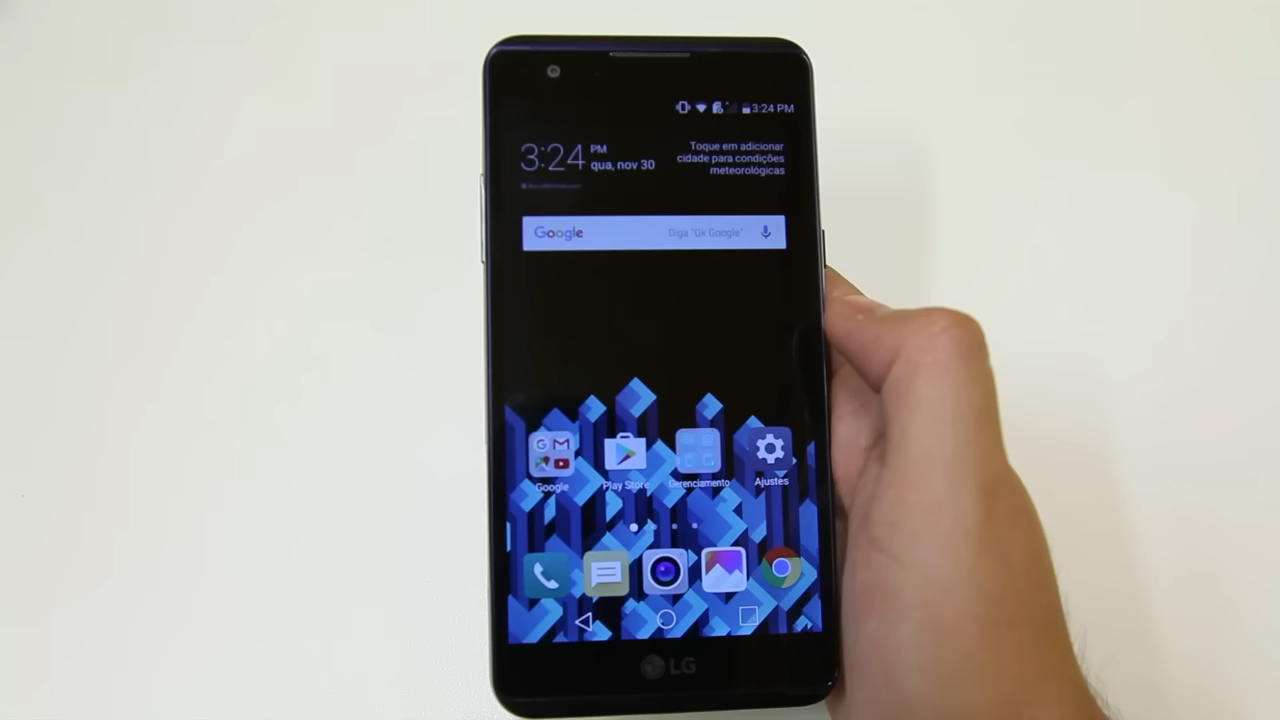 3:24 PM
3:24 PM
qua, nov 30
Toque em adicionar
cidade para condições
meteorológicas
Google
Diga "Ok Google"
Google
Play Store
Gerenciamento
Ajustes
LG